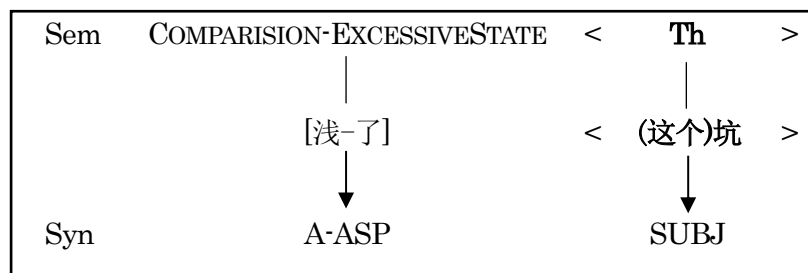 Sem COMPARISION-EXCESSIVESTATE < Th >
[浅-了] < (这个)坑 >
Syn A-ASP SUBJ